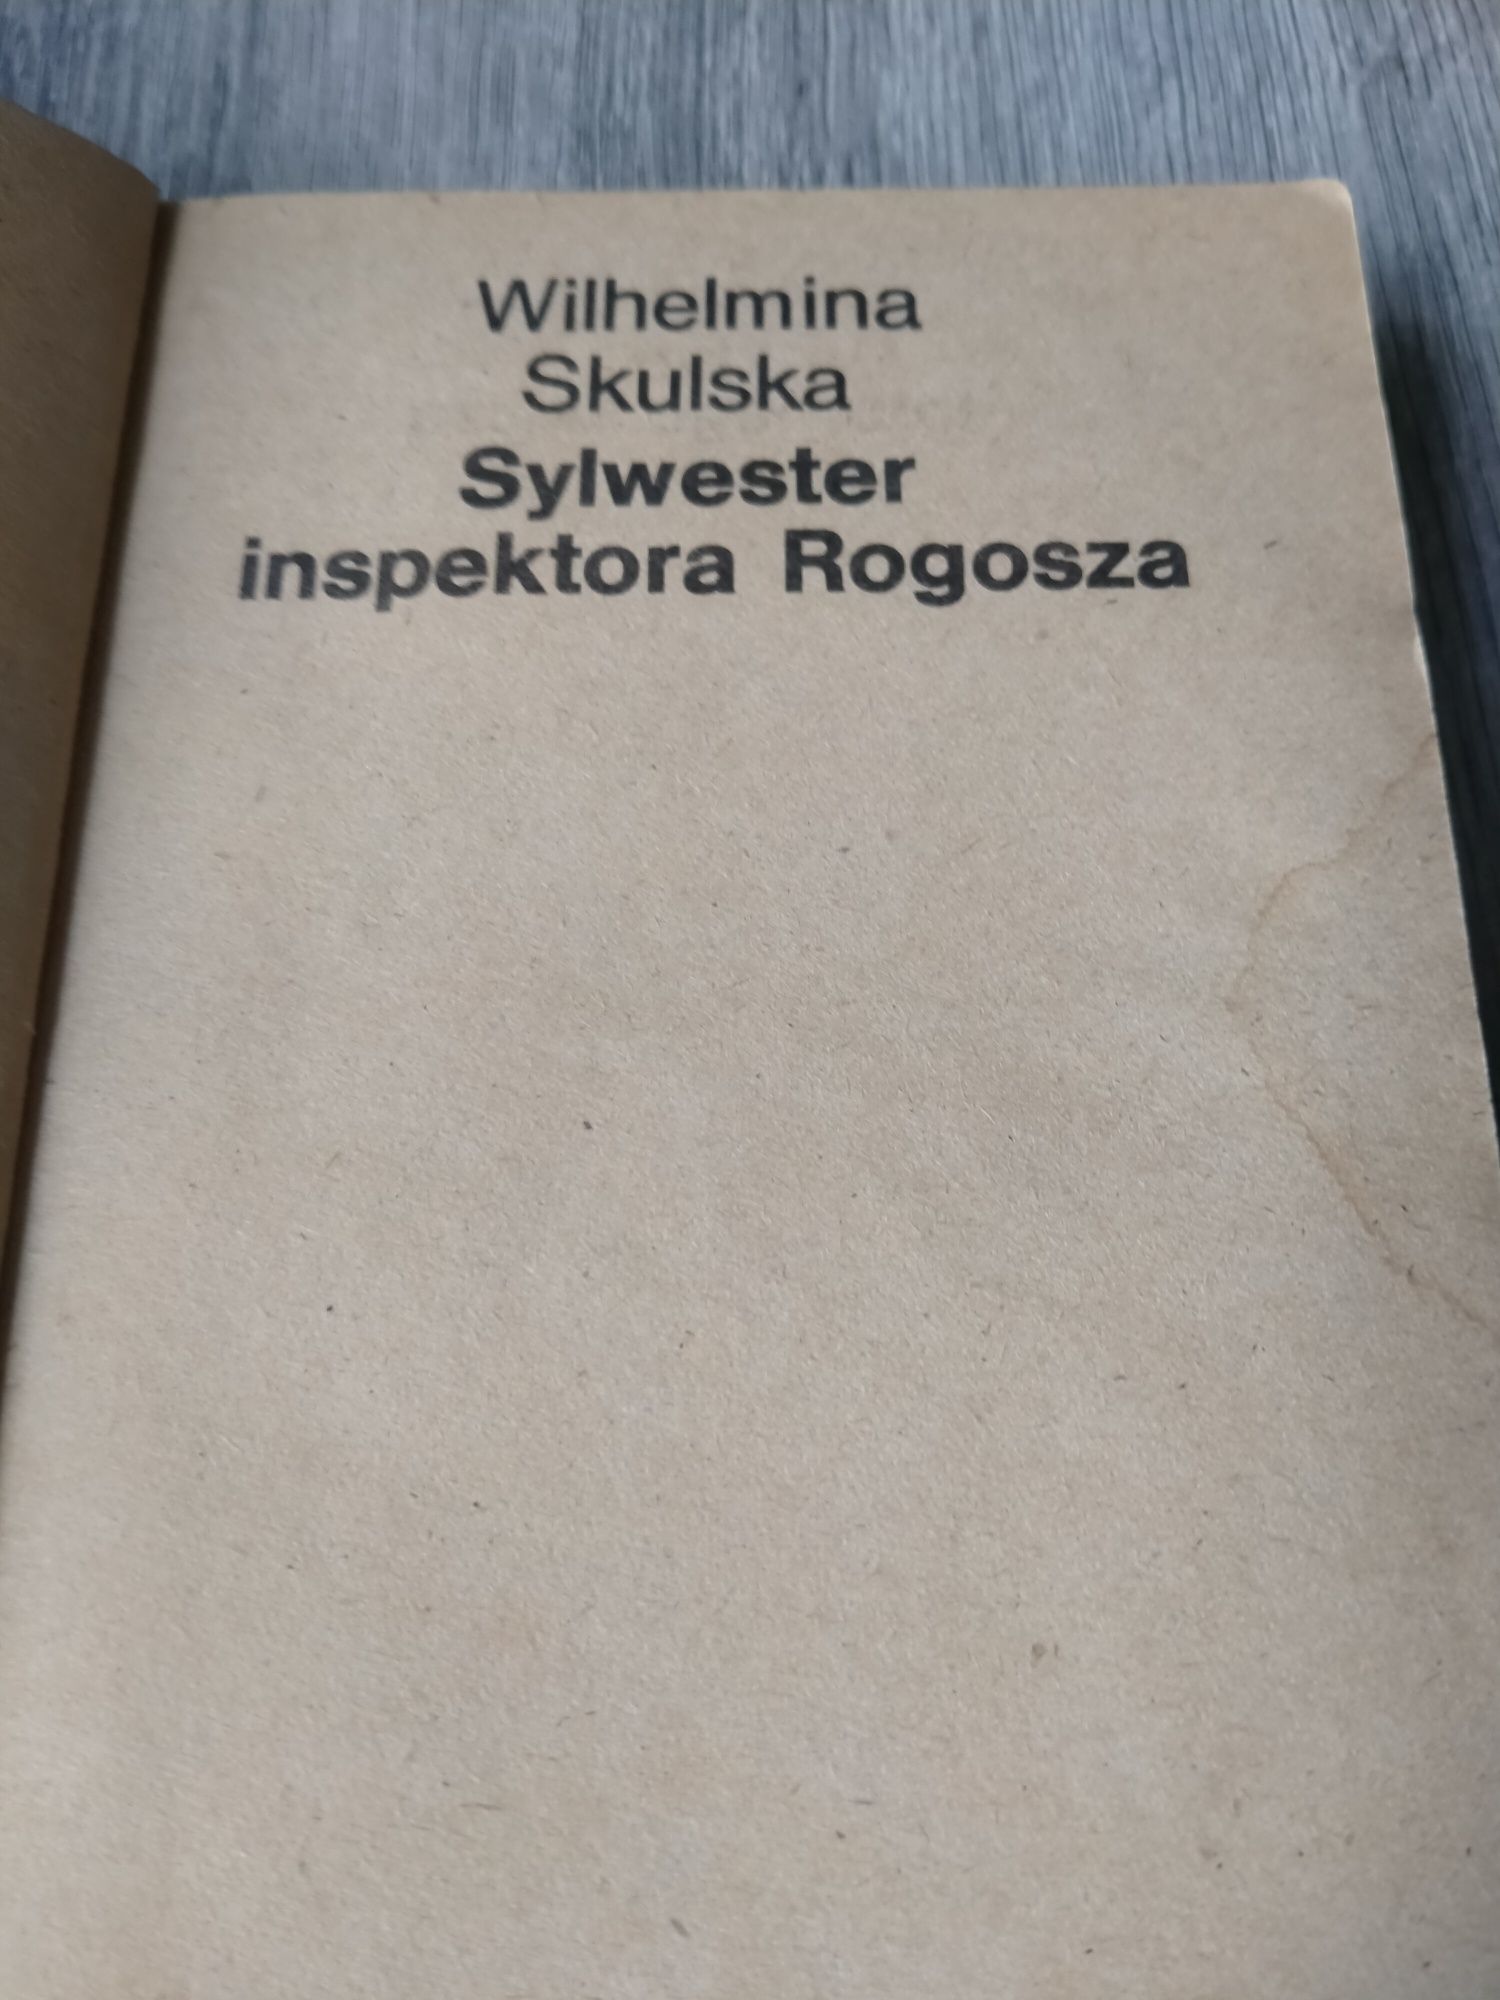 Wilhelmina
Skulska
Sylwester
inspektora Rogosza